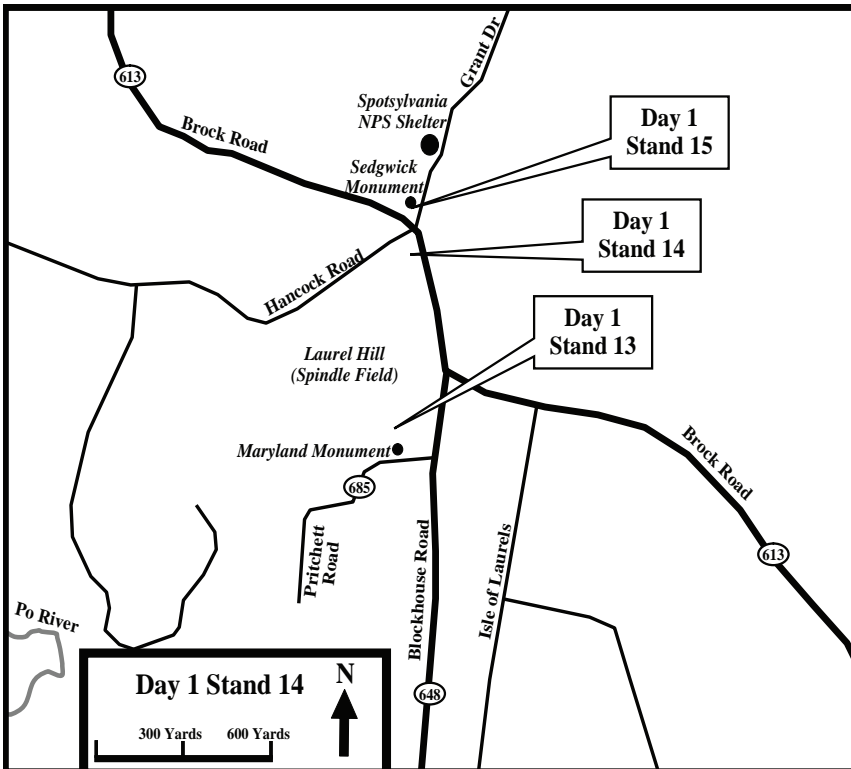 Grant Dr
613
Spotsylvania
NPS Shelter
Brock Road
Day 1
Stand 15
Sedgwick
Monument
Day 1
Stand 14
Hancock Road
Day 1
Stand 13
Laurel Hill
(Spindle Field)
Maryland Monument
685
Brock Road
Pritchett
Road
Blockhouse Road
Isle of Laurels
613
Po River
Day 1 Stand 14
N
300 Yards
600 Yards
648